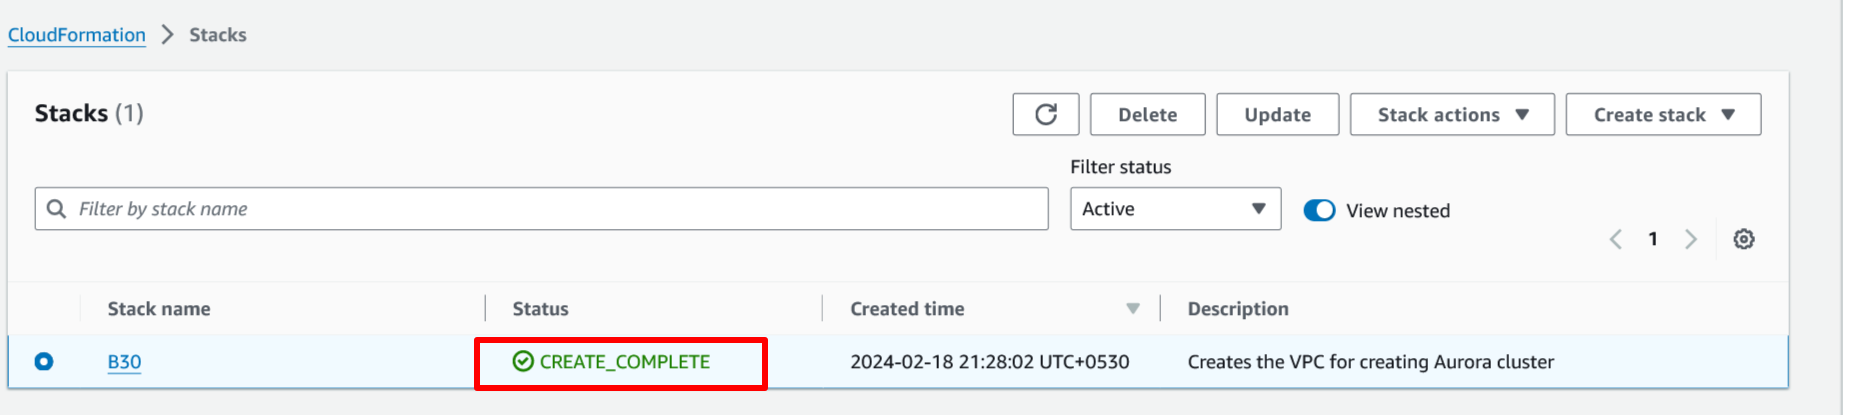 CloudFormation > Stacks
Stacks (1)
Delete
Update
Stack actions
Create stack
Filter status
Filter by stack name
Active
View nested
1
Stack name Status Created time Description
B30 CREATE_COMPLETE 2024-02-18 21:28:02 UTC+0530 Creates the VPC for creating Aurora cluster